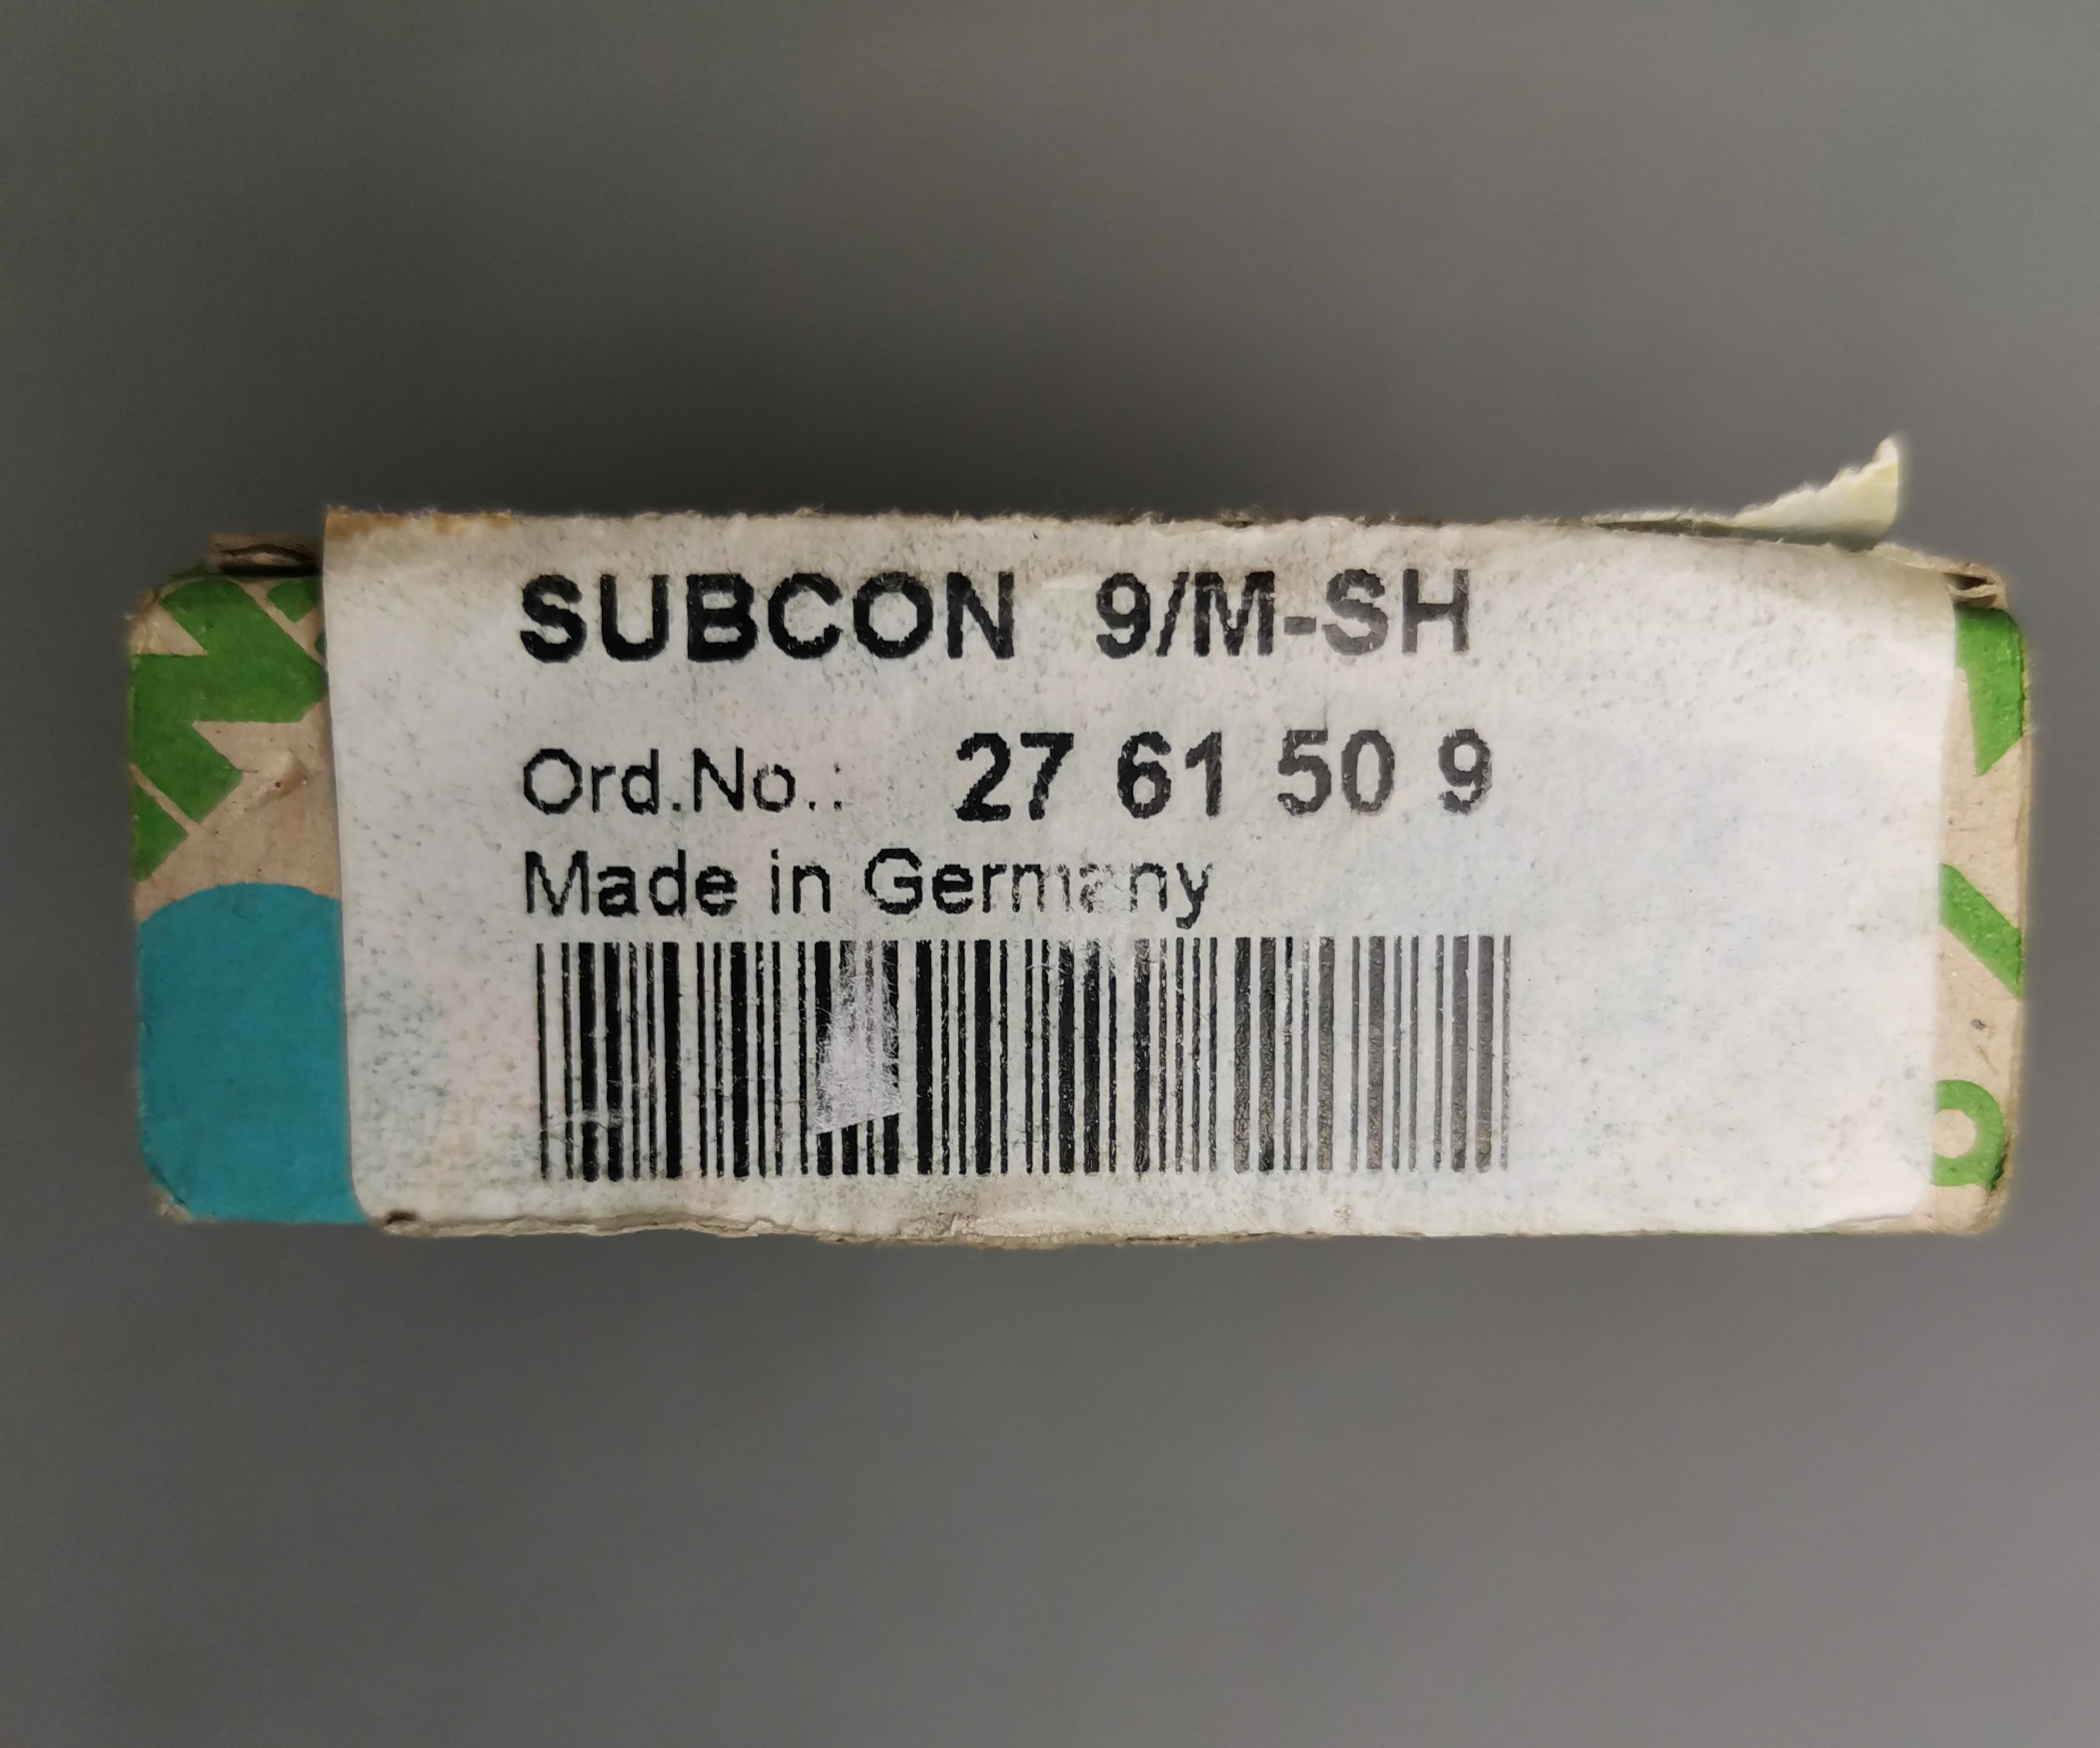 SUBCON 9/M-SH
Ord.No.: 27 61 50 9
Made in Germany